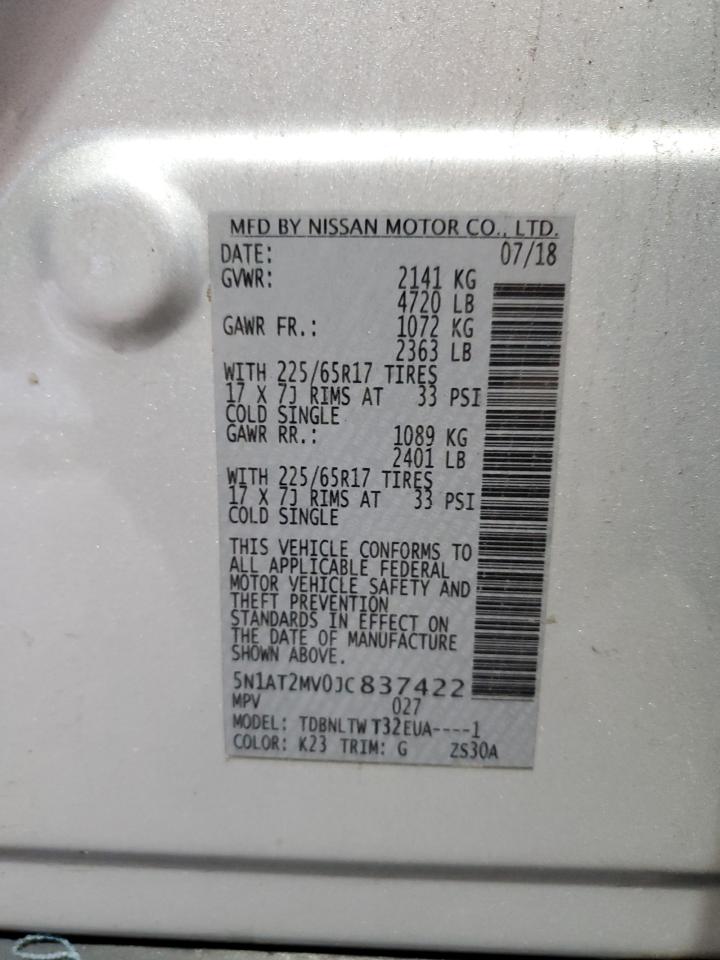 MFD BY NISSAN MOTOR CO., LTD.
DATE: 07/18
GVWR: 2141 KG
4720 LB
GAWR FR.: 1072 KG
2363 LB
WITH 225/65R17 TIRES
17 X 7J RIMS AT 33 PSI
COLD SINGLE
GAWR RR.: 1089 KG
2401 LB
WITH 225/65R17 TIRES
17 X 7J RIMS AT 33 PSI
COLD SINGLE
THIS VEHICLE CONFORMS TO
ALL APPLICABLE FEDERAL
MOTOR VEHICLE SAFETY AND
THEFT PREVENTION
STANDARDS IN EFFECT ON
THE DATE OF MANUFACTURE
SHOWN ABOVE.
5N1AT2MV0JC837422
MPV 027
MODEL: TDBNLTW T32EUA----1
COLOR: K23 TRIM: G ZS30A